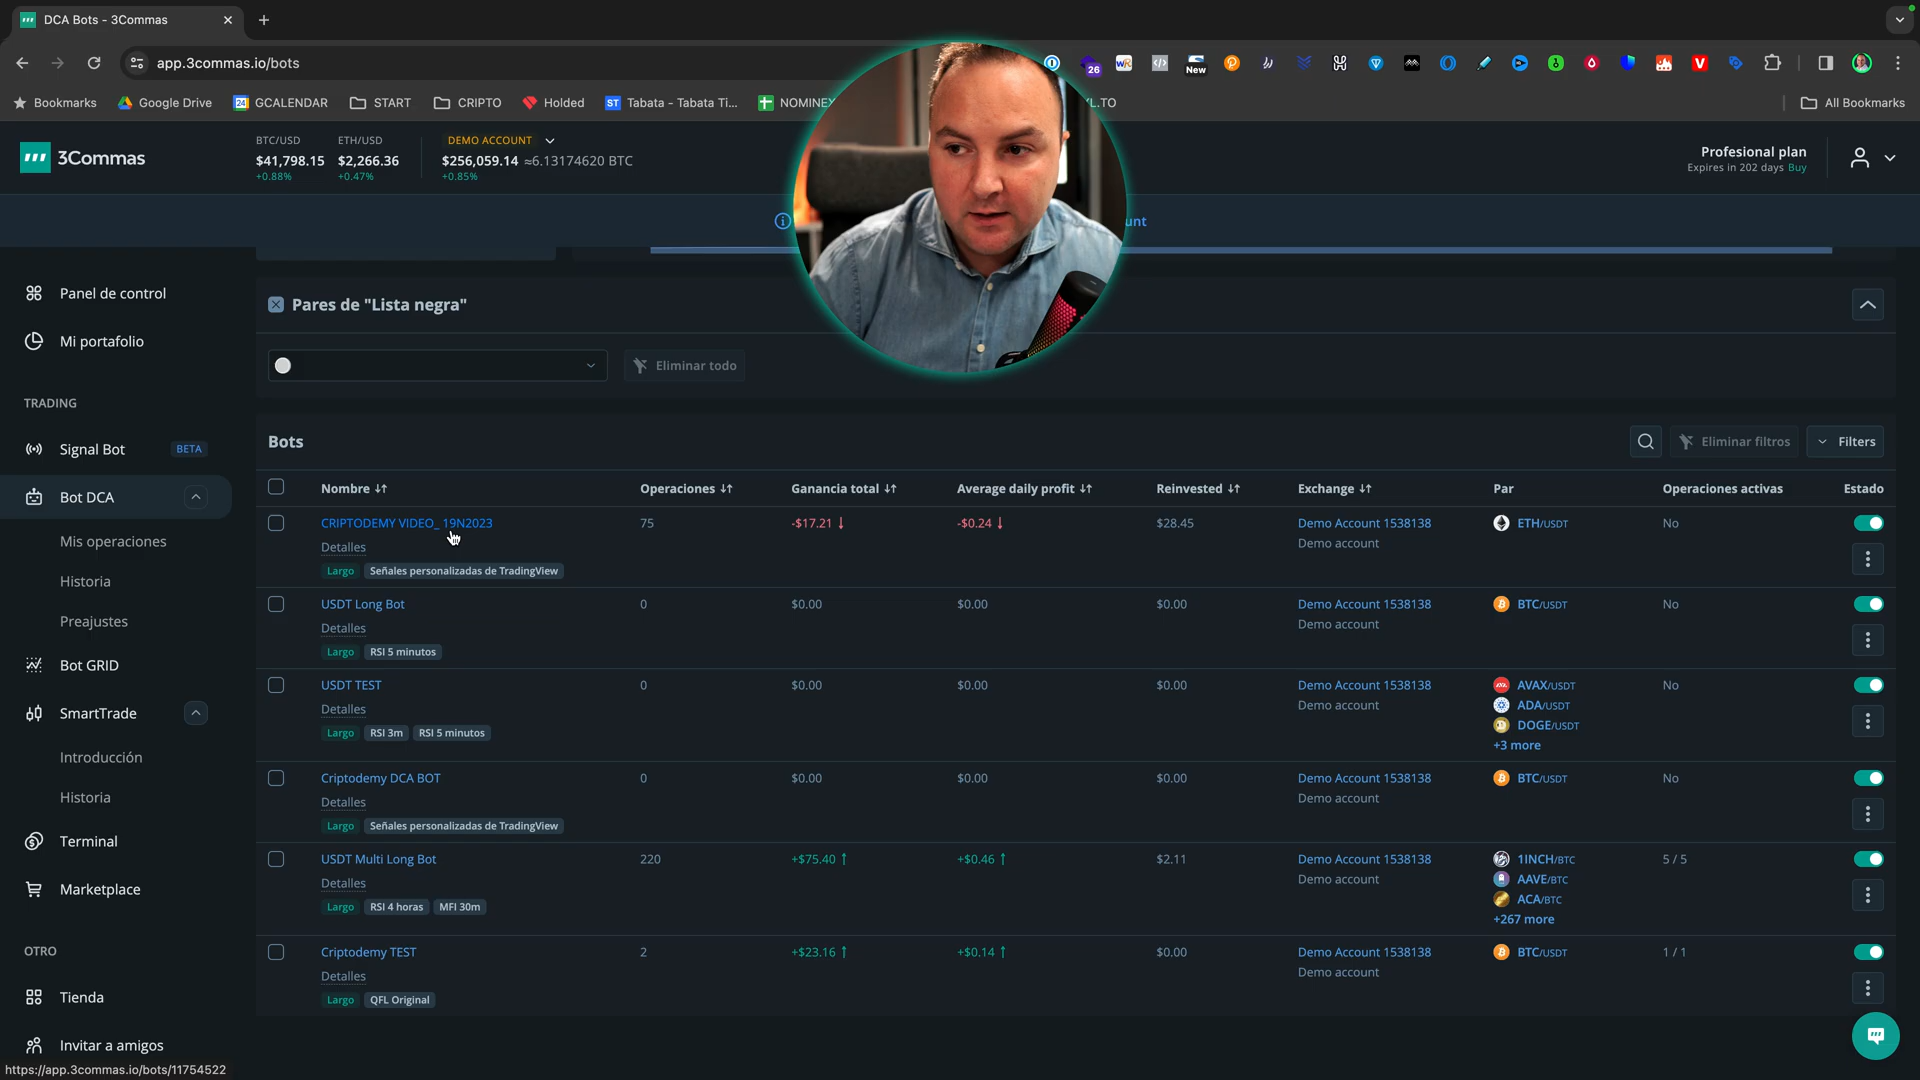 DCA Bots - 3Commas
app.3commas.io/bots
26
wR
New
Bookmarks
Google Drive
24
GCALENDAR
START
CRIPTO
Holded
ST
Tabata - Tabata Ti...
NOMINEX
YL.TO
All Bookmarks
3Commas
BTC/USD
$41,798.15
+0.88%
ETH/USD
$2,266.36
+0.47%
DEMO ACCOUNT
$256,059.14 ≈6.13174620 BTC
+0.85%
Profesional plan
Expires in 202 days Buy
unt
Panel de control
Mi portafolio
TRADING
Signal Bot BETA
Bot DCA
Mis operaciones
Historia
Preajustes
Bot GRID
SmartTrade
Introducción
Historia
Terminal
Marketplace
OTRO
Tienda
Invitar a amigos
https://app.3commas.io/bots/11754522
Pares de "Lista negra"
Eliminar todo
Bots
Eliminar filtros
Filters
Nombre Operaciones Ganancia total Average daily profit Reinvested Exchange Par Operaciones activas Estado
CRIPTODEMY VIDEO_ 19N2023 75 -$17.21 -$0.24 $28.45 Demo Account 1538138 ETH/USDT No
Detalles Demo account
Largo Señales personalizadas de TradingView
USDT Long Bot 0 $0.00 $0.00 $0.00 Demo Account 1538138 BTC/USDT No
Detalles Demo account
Largo RSI 5 minutos
USDT TEST 0 $0.00 $0.00 $0.00 Demo Account 1538138 AVAX/USDT No
Detalles Demo account ADA/USDT
DOGE/USDT
Largo RSI 3m RSI 5 minutos
+3 more
Criptodemy DCA BOT 0 $0.00 $0.00 $0.00 Demo Account 1538138 BTC/USDT No
Detalles Demo account
Largo Señales personalizadas de TradingView
USDT Multi Long Bot 220 +$75.40 +$0.46 $2.11 Demo Account 1538138 1INCH/BTC 5 / 5
Detalles Demo account AAVE/BTC
ACA/BTC
Largo RSI 4 horas MFI 30m
+267 more
Criptodemy TEST 2 +$23.16 +$0.14 $0.00 Demo Account 1538138 BTC/USDT 1 / 1
Detalles Demo account
Largo QFL Original